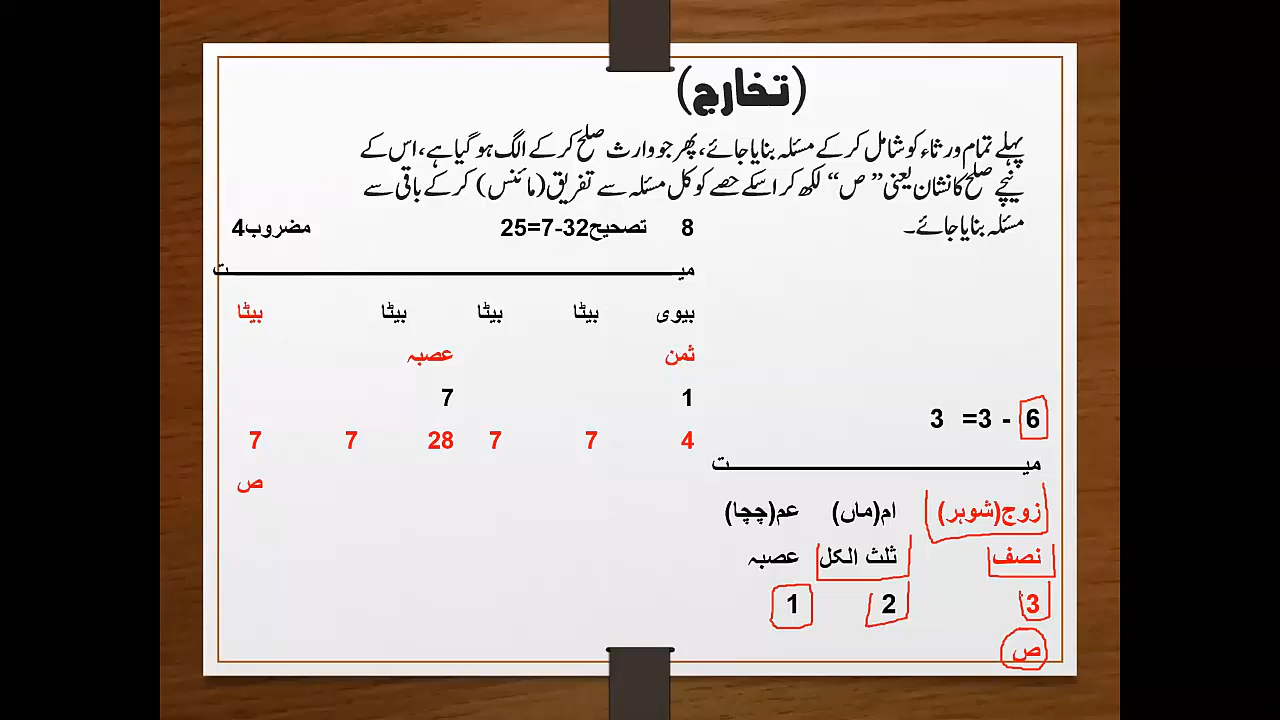 (تخارج)
پہلے تمام ورثاء کو شامل کر کے مسئلہ بنایا جائے، پھر جو وارث صلح کر کے الگ ہو گیا ہے، اس کے
نیچے صلح کا نشان یعنی ”ص“ لکھ کر اسکے حصے کو کل مسئلہ سے تفریق (مائنس) کر کے باقی سے
مسئلہ بنایا جائے۔
8 تصحیح32-7=25 مضروب4
میـــــــــــــــــــــت
بیوی بیٹا بیٹا بیٹا بیٹا
ثمن عصبہ
1 7
4 7 7 28 7 7
ص
6 - 3= 3
میـــــــــــــــــــــت
زوج(شوہر) ام(ماں) عم(چچا)
نصف ثلث الکل عصبہ
3 2 1
ص